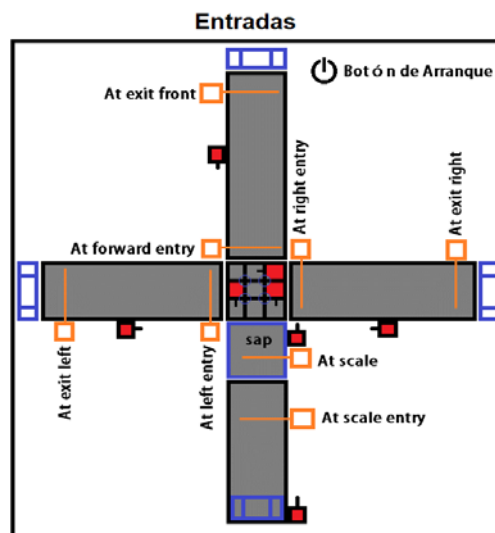 Entradas
Botón de Arranque
At exit front
At right entry
At exit right
At forward entry
sap
At scale
At exit left
At left entry
At scale entry